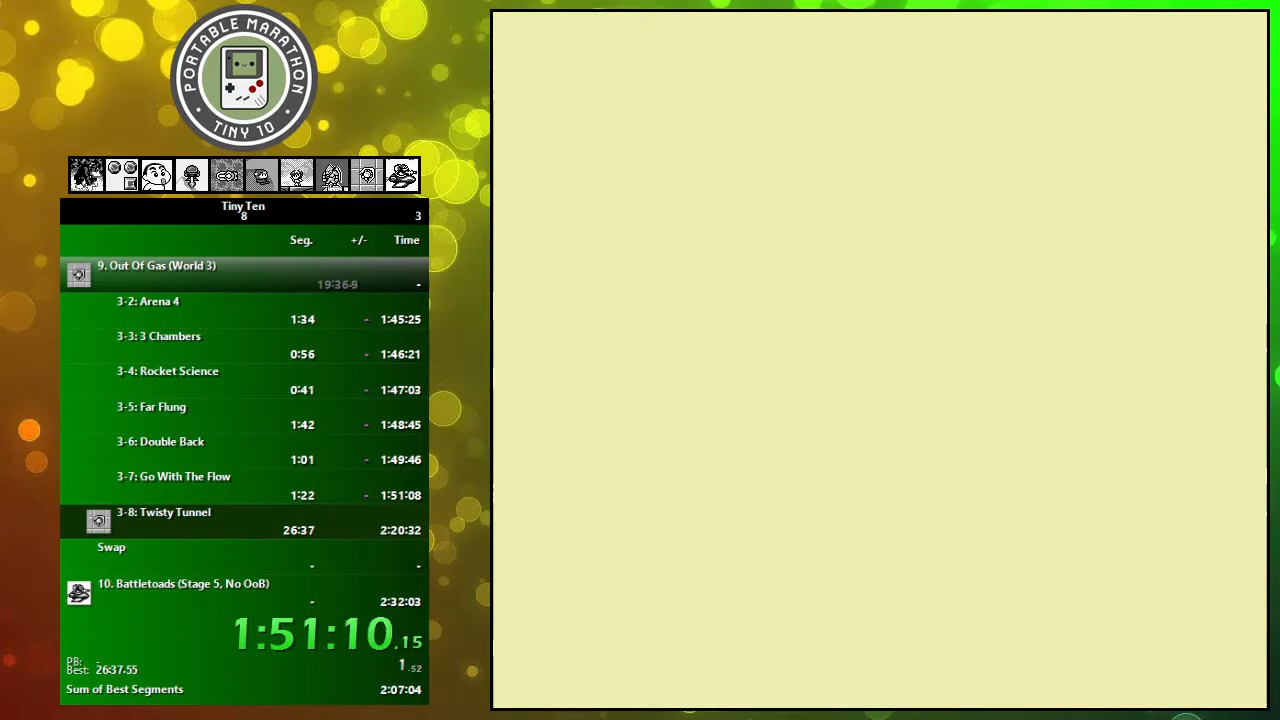 PORTABLE MARATHON
TINY 10
Tiny Ten
8 3
Seg. +/- Time
9. Out Of Gas (World 3)
19:36.9 -
3-2: Arena 4
1:34 - 1:45:25
3-3: 3 Chambers
0:56 - 1:46:21
3-4: Rocket Science
0:41 - 1:47:03
3-5: Far Flung
1:42 - 1:48:45
3-6: Double Back
1:01 - 1:49:46
3-7: Go With The Flow
1:22 - 1:51:08
3-8: Twisty Tunnel
26:37 2:20:32
Swap
- -
10. Battletoads (Stage 5, No OoB)
- 2:32:03
1:51:10.15
PB: -
Best: 26:37.55 1.52
Sum of Best Segments 2:07:04